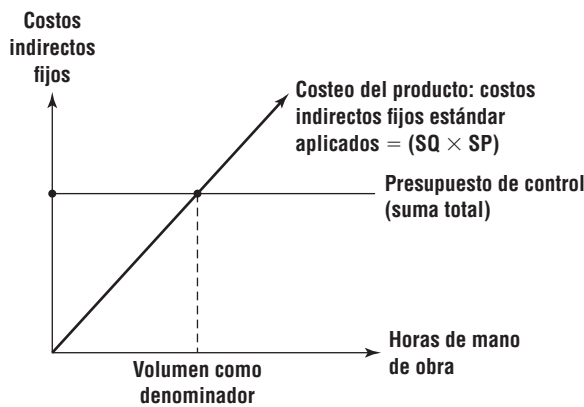 Costos
indirectos
fijos
Costeo del producto: costos
indirectos fijos estándar
aplicados = (SQ × SP)
Presupuesto de control
(suma total)
Horas de mano
de obra
Volumen como
denominador